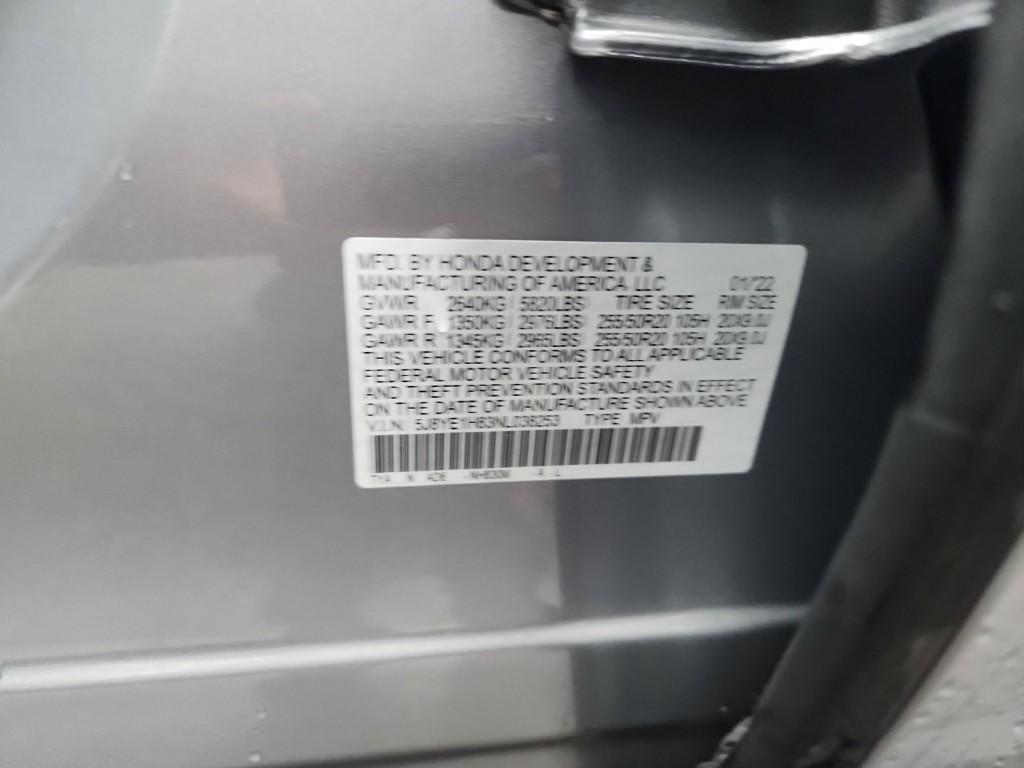 MFD. BY HONDA DEVELOPMENT &
MANUFACTURING OF AMERICA, LLC 01/22
GVWR 2640KG ( 5820LBS) TIRE SIZE RIM SIZE
GAWR F 1350KG ( 2975LBS) 255/50R20 105H 20X9.0J
GAWR R 1345KG ( 2965LBS) 255/50R20 105H 20X9.0J
THIS VEHICLE CONFORMS TO ALL APPLICABLE
FEDERAL MOTOR VEHICLE SAFETY
AND THEFT PREVENTION STANDARDS IN EFFECT
ON THE DATE OF MANUFACTURE SHOWN ABOVE.
V.I.N.: TYPE: MPV
TYA N A - L